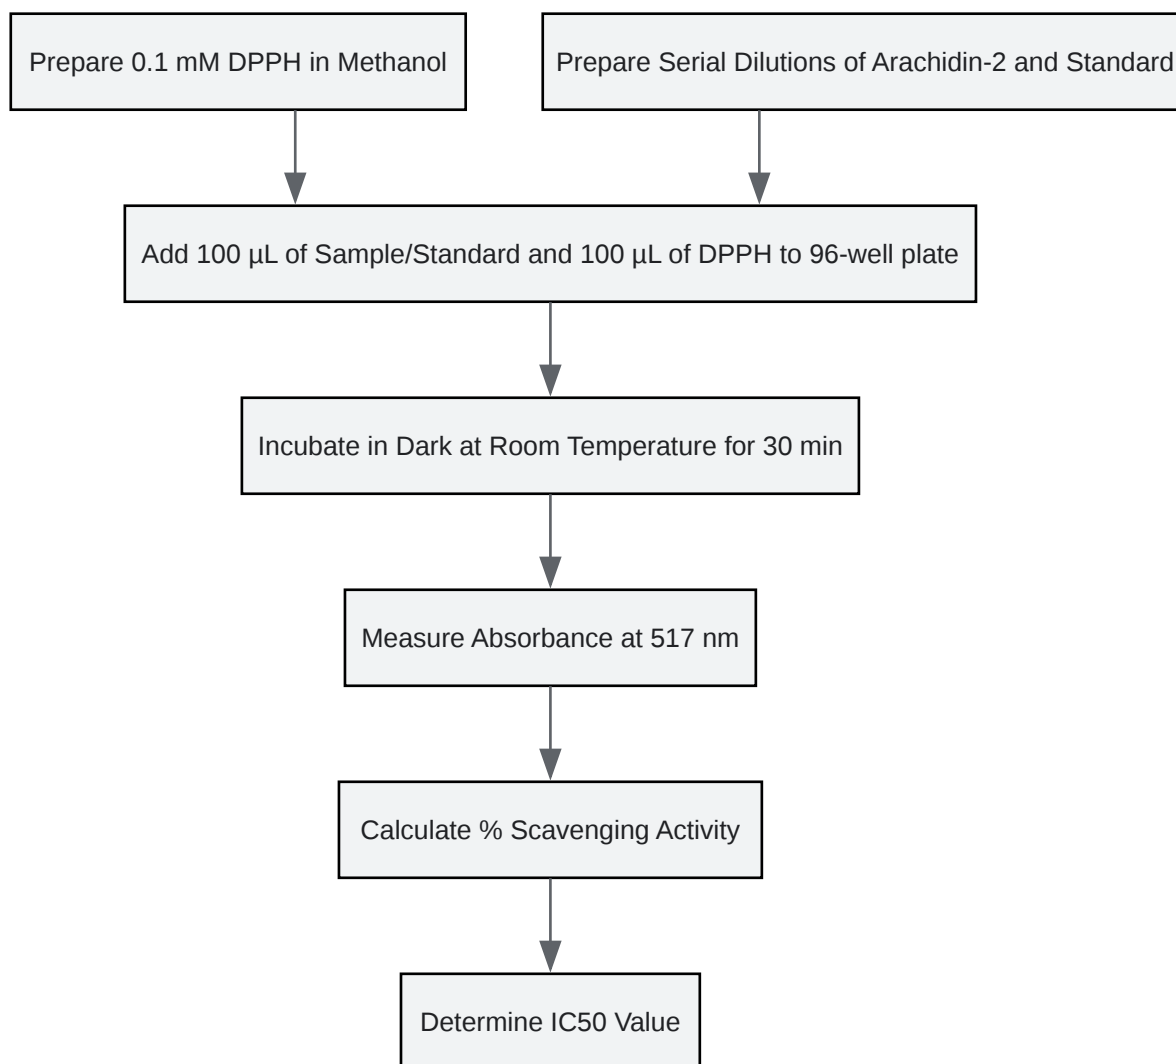 Prepare 0.1 mM DPPH in Methanol
Prepare Serial Dilutions of Arachidin-2 and Standard
Add 100 µL of Sample/Standard and 100 µL of DPPH to 96-well plate
Incubate in Dark at Room Temperature for 30 min
Measure Absorbance at 517 nm
Calculate % Scavenging Activity
Determine IC50 Value